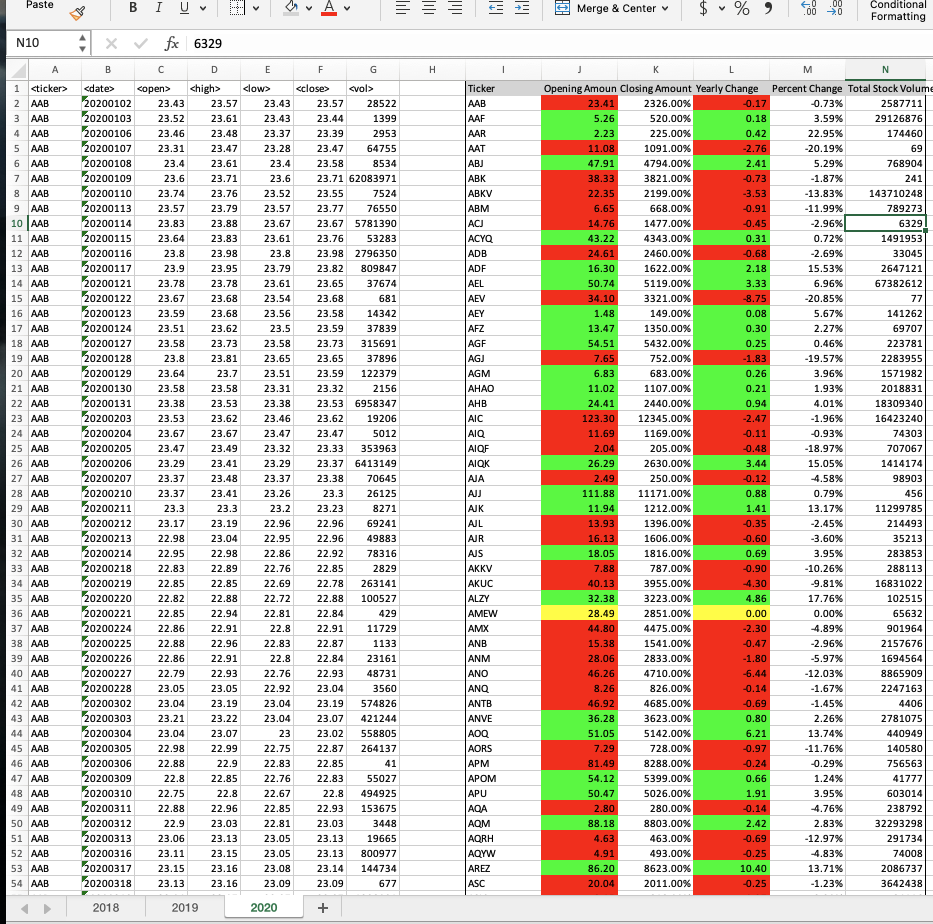 Paste B I U A Merge & Center $ % Conditional
Formatting
N10 fx 6329
A B C D E F G H I J K L M N
1 <ticker> <date> <open> <high> <low> <close> <vol> Ticker Opening Amoun Closing Amount Yearly Change Percent Change Total Stock Volume
2 AAB 20200102 23.43 23.57 23.43 23.57 28522 AAB 23.41 2326.00% -0.17 -0.73% 2587711
3 AAB 20200103 23.52 23.61 23.43 23.44 1399 AAF 5.26 520.00% 0.18 3.59% 29126876
4 AAB 20200106 23.46 23.48 23.37 23.39 2953 AAR 2.23 225.00% 0.42 22.95% 174460
5 AAB 20200107 23.31 23.47 23.28 23.47 64755 AAT 11.08 1091.00% -2.76 -20.19% 69
6 AAB 20200108 23.4 23.61 23.4 23.58 8534 ABJ 47.91 4794.00% 2.41 5.29% 768904
7 AAB 20200109 23.6 23.71 23.6 23.71 62083971 ABK 38.33 3821.00% -0.73 -1.87% 241
8 AAB 20200110 23.74 23.76 23.52 23.55 7524 ABKV 22.35 2199.00% -3.53 -13.83% 143710248
9 AAB 20200113 23.57 23.79 23.57 23.77 76550 ABM 6.65 668.00% -0.91 -11.99% 789273
10 AAB 20200114 23.83 23.88 23.67 23.67 5781390 ACJ 14.76 1477.00% -0.45 -2.96% 6329
11 AAB 20200115 23.64 23.83 23.61 23.76 53283 ACYQ 43.22 4343.00% 0.31 0.72% 1491953
12 AAB 20200116 23.8 23.98 23.8 23.98 2796350 ADB 24.61 2460.00% -0.68 -2.69% 33045
13 AAB 20200117 23.9 23.95 23.79 23.82 809847 ADF 16.30 1622.00% 2.18 15.53% 2647121
14 AAB 20200121 23.78 23.78 23.61 23.65 37674 AEL 50.74 5119.00% 3.33 6.96% 67382612
15 AAB 20200122 23.67 23.68 23.54 23.68 681 AEV 34.10 3321.00% -8.75 -20.85% 77
16 AAB 20200123 23.59 23.68 23.56 23.58 14342 AEY 1.48 149.00% 0.08 5.67% 141262
17 AAB 20200124 23.51 23.62 23.5 23.59 37839 AFZ 13.47 1350.00% 0.30 2.27% 69707
18 AAB 20200127 23.58 23.73 23.58 23.73 315691 AGF 54.51 5432.00% 0.25 0.46% 223781
19 AAB 20200128 23.8 23.81 23.65 23.65 37896 AGJ 7.65 752.00% -1.83 -19.57% 2283955
20 AAB 20200129 23.64 23.7 23.51 23.59 122379 AGM 6.83 683.00% 0.26 3.96% 1571982
21 AAB 20200130 23.58 23.58 23.31 23.32 2156 AHAO 11.02 1107.00% 0.21 1.93% 2018831
22 AAB 20200131 23.38 23.53 23.38 23.53 6958347 AHB 24.41 2440.00% 0.94 4.01% 18309340
23 AAB 20200203 23.53 23.62 23.46 23.62 19206 AIC 123.30 12345.00% -2.47 -1.96% 16423240
24 AAB 20200204 23.67 23.67 23.47 23.47 5012 AIQ 11.69 1169.00% -0.11 -0.93% 74303
25 AAB 20200205 23.47 23.49 23.32 23.33 353963 AIQF 2.04 205.00% -0.48 -18.97% 707067
26 AAB 20200206 23.29 23.41 23.29 23.37 6413149 AIQK 26.29 2630.00% 3.44 15.05% 1414174
27 AAB 20200207 23.37 23.48 23.37 23.38 70645 AJA 2.49 250.00% -0.12 -4.58% 98903
28 AAB 20200210 23.37 23.41 23.26 23.3 26125 AJJ 111.88 11171.00% 0.88 0.79% 456
29 AAB 20200211 23.3 23.3 23.2 23.23 8271 AJK 11.94 1212.00% 1.41 13.17% 11299785
30 AAB 20200212 23.17 23.19 22.96 22.96 69241 AJL 13.93 1396.00% -0.35 -2.45% 214493
31 AAB 20200213 22.98 23.04 22.95 22.96 49883 AJR 16.13 1606.00% -0.60 -3.60% 35213
32 AAB 20200214 22.95 22.98 22.86 22.92 78316 AJS 18.05 1816.00% 0.69 3.95% 283853
33 AAB 20200218 22.83 22.89 22.76 22.85 2829 AKKV 7.88 787.00% -0.90 -10.26% 288113
34 AAB 20200219 22.85 22.85 22.69 22.78 263141 AKUC 40.13 3955.00% -4.30 -9.81% 16831022
35 AAB 20200220 22.82 22.88 22.72 22.88 100527 ALZY 32.38 3223.00% 4.86 17.76% 102515
36 AAB 20200221 22.85 22.94 22.81 22.84 429 AMEW 28.49 2851.00% 0.00 0.00% 65632
37 AAB 20200224 22.86 22.91 22.8 22.91 11729 AMX 44.80 4475.00% -2.30 -4.89% 901964
38 AAB 20200225 22.88 22.96 22.83 22.87 1133 ANB 15.38 1541.00% -0.47 -2.96% 2157676
39 AAB 20200226 22.86 22.91 22.8 22.84 23161 ANM 28.06 2833.00% -1.80 -5.97% 1694564
40 AAB 20200227 22.79 22.93 22.76 22.93 48731 ANO 46.26 4710.00% -6.44 -12.03% 8865909
41 AAB 20200228 23.05 23.05 22.92 23.04 3560 ANQ 8.26 826.00% -0.14 -1.67% 2247163
42 AAB 20200302 23.04 23.19 23.04 23.19 574826 ANTB 46.92 4685.00% -0.69 -1.45% 4406
43 AAB 20200303 23.21 23.22 23.04 23.07 421244 ANVE 36.28 3623.00% 0.80 2.26% 2781075
44 AAB 20200304 23.04 23.07 23 23.02 558805 AOQ 51.05 5142.00% 6.21 13.74% 440949
45 AAB 20200305 22.98 22.99 22.75 22.87 264137 AORS 7.29 728.00% -0.97 -11.76% 140580
46 AAB 20200306 22.88 22.9 22.83 22.85 41 APM 81.49 8288.00% -0.24 -0.29% 756563
47 AAB 20200309 22.8 22.85 22.76 22.83 55027 APOM 54.12 5399.00% 0.66 1.24% 41777
48 AAB 20200310 22.75 22.8 22.67 22.8 494925 APU 50.47 5026.00% 1.91 3.95% 603014
49 AAB 20200311 22.88 22.96 22.85 22.93 153675 AQA 2.80 280.00% -0.14 -4.76% 238792
50 AAB 20200312 22.9 23.03 22.81 23.03 3448 AQM 88.18 8803.00% 2.42 2.83% 32293298
51 AAB 20200313 23.06 23.13 23.05 23.13 19665 AQRH 4.63 463.00% -0.69 -12.97% 291734
52 AAB 20200316 23.11 23.15 23.05 23.13 800977 AQYW 4.91 493.00% -0.25 -4.83% 74008
53 AAB 20200317 23.15 23.16 23.08 23.14 144734 AREZ 86.20 8623.00% 10.40 13.71% 2086737
54 AAB 20200318 23.13 23.16 23.09 23.09 677 ASC 20.04 2011.00% -0.25 -1.23% 3642438
2018 2019 2020 +